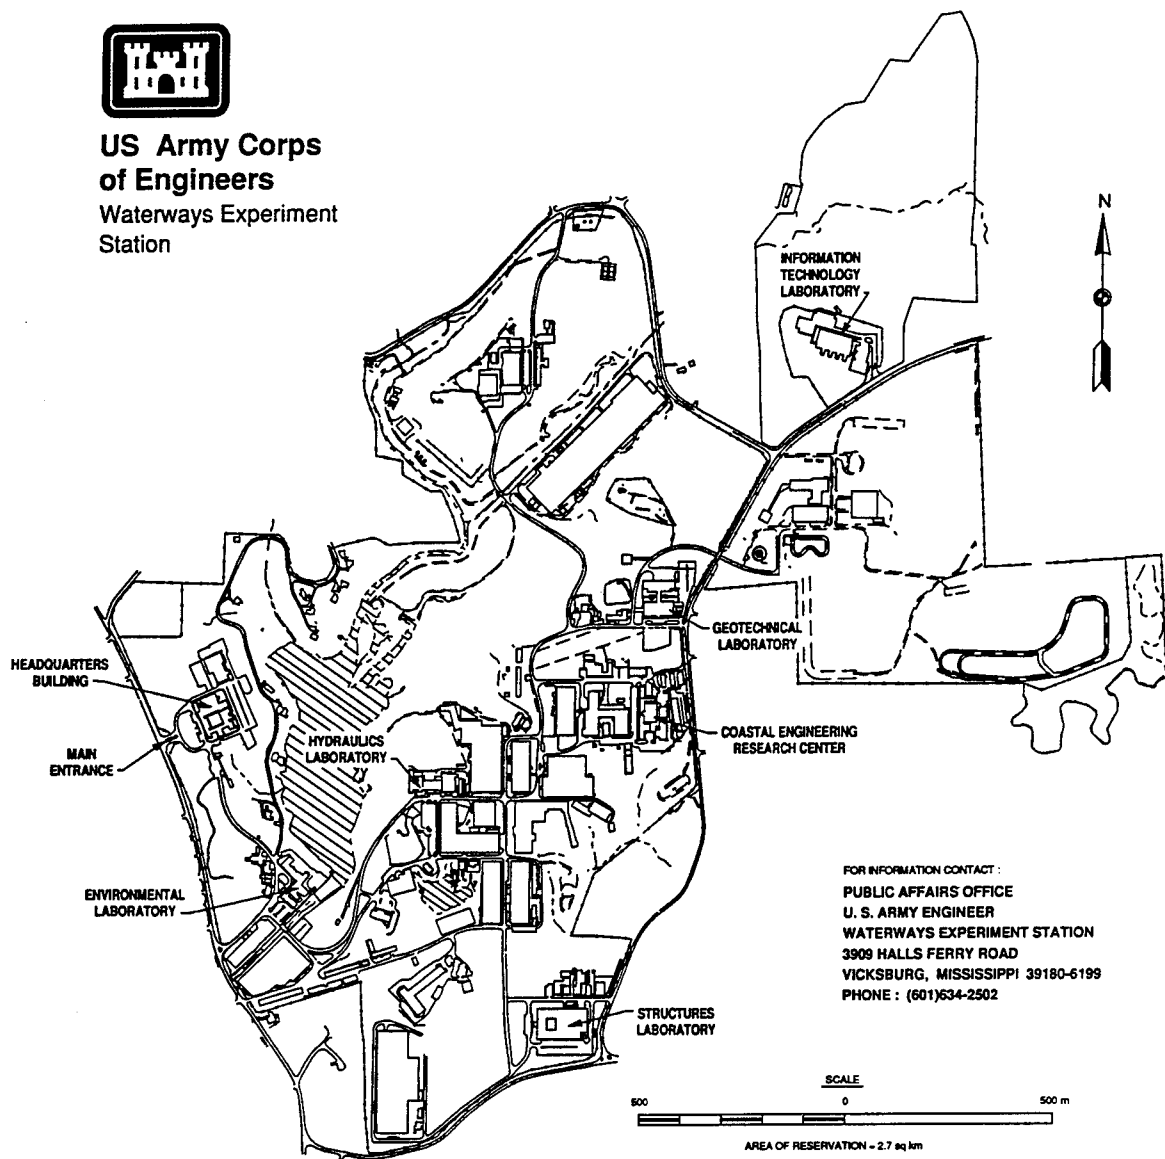 US Army Corps
of Engineers
Waterways Experiment
Station
N
INFORMATION
TECHNOLOGY
LABORATORY
GEOTECHNICAL
LABORATORY
HEADQUARTERS
BUILDING
MAIN
ENTRANCE
HYDRAULICS
LABORATORY
COASTAL ENGINEERING
RESEARCH CENTER
ENVIRONMENTAL
LABORATORY
STRUCTURES
LABORATORY
FOR INFORMATION CONTACT :
PUBLIC AFFAIRS OFFICE
U. S. ARMY ENGINEER
WATERWAYS EXPERIMENT STATION
3909 HALLS FERRY ROAD
VICKSBURG, MISSISSIPPI 39180-6199
PHONE : (601)634-2502
SCALE
500 0 500 m
AREA OF RESERVATION = 2.7 sq km